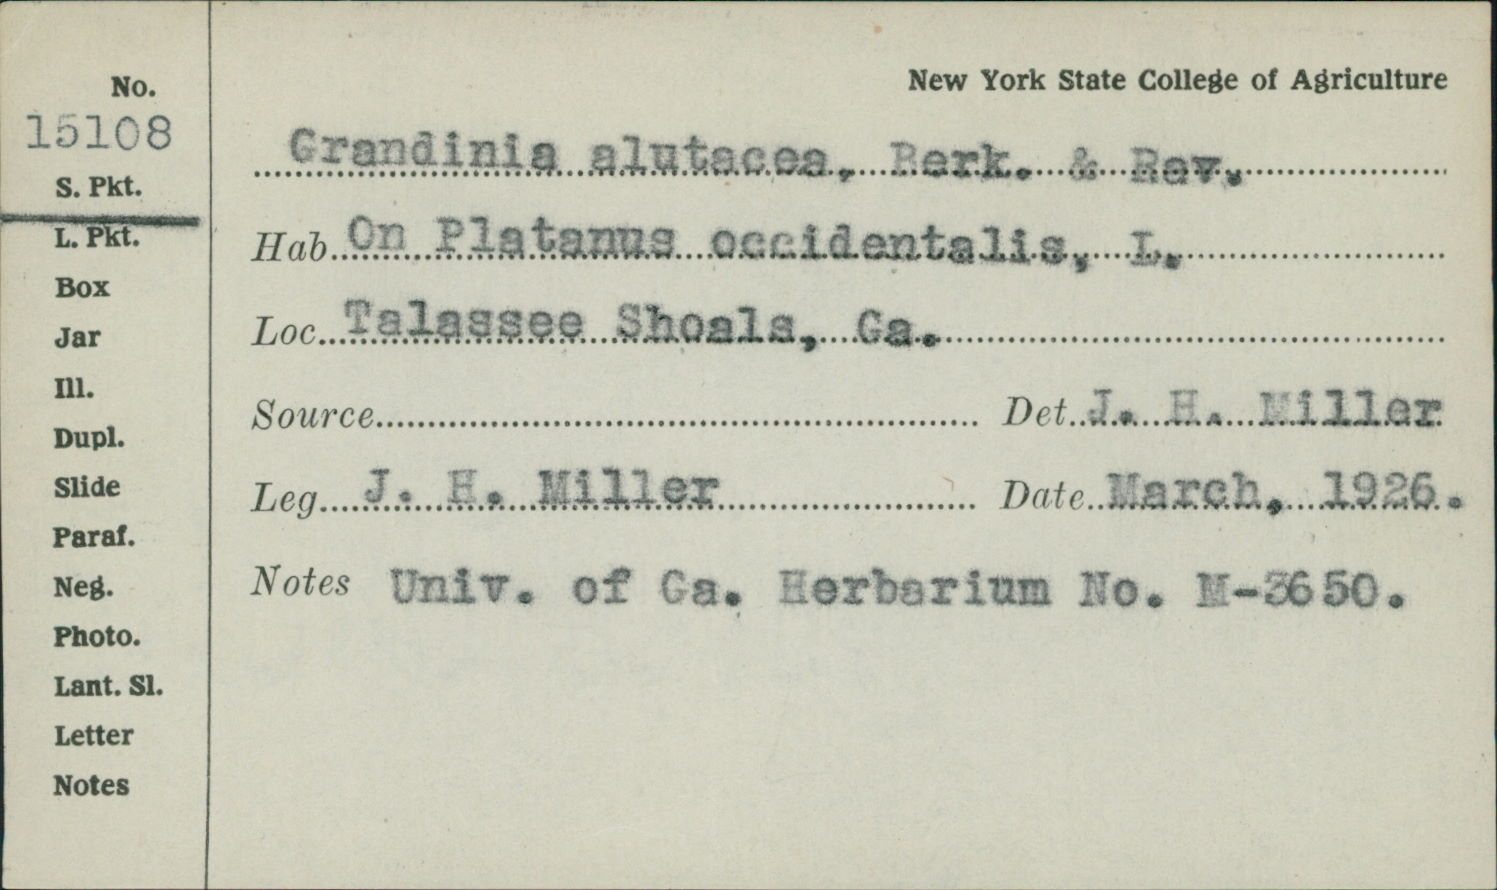 No.
15108
S. Pkt.
L. Pkt.
Box
Jar
Ill.
Dupl.
Slide
Paraf.
Neg.
Photo.
Lant. Sl.
Letter
Notes
New York State College of Agriculture
Grandinia alutacea, Berk. & Rav.
Hab. On Platanus occidentalis, L.
Loc. Talassee Shoals, Ga.
Source Det. J. H. Miller
Leg. J. H. Miller Date March, 1926.
Notes Univ. of Ga. Herbarium No. M-3650.